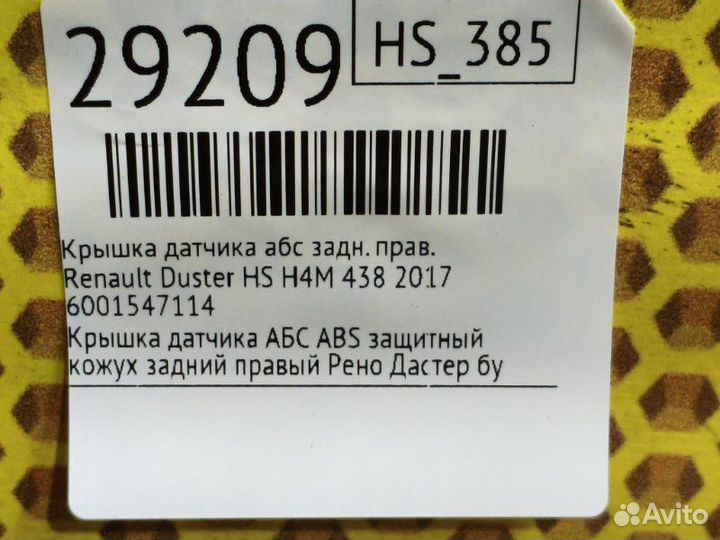 29209
HS_385
Крышка датчика абс задн. прав.
Renault Duster HS H4M 438 2017
6001547114
Крышка датчика АБС ABS защитный
кожух задний правый Рено Дастер бу
Avito